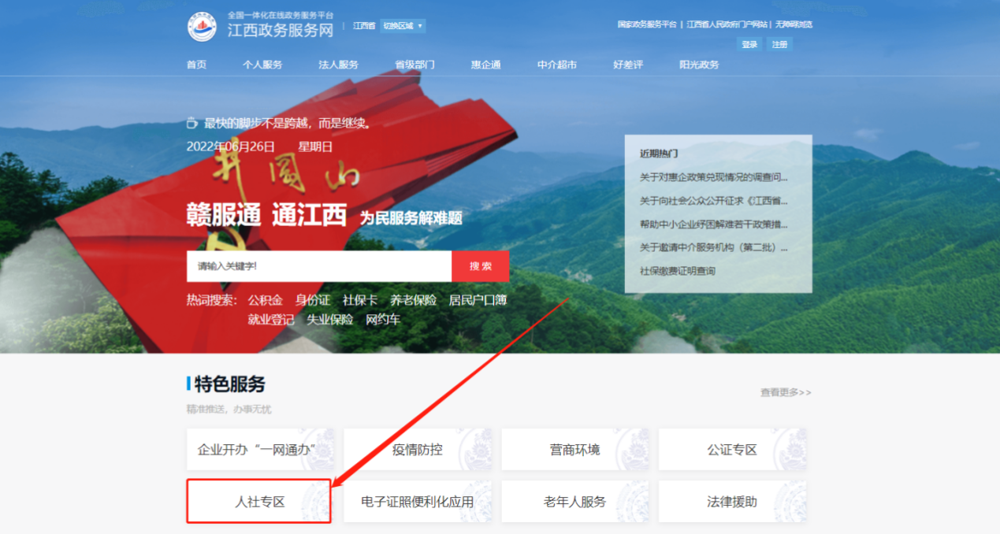 全国一体化在线政务服务平台
江西政务服务网
江西省 切换区域
国家政务服务平台 | 江西省人民政府门户网站 | 无障碍浏览
登录 注册
首页 个人服务 法人服务 省级部门 惠企通 中介超市 好差评 阳光政务
最快的脚步不是跨越，而是继续。
2022年06月26日 星期日
井冈山
赣服通 通江西 为民服务解难题
请输入关键字!
搜索
热词搜索： 公积金 身份证 社保卡 养老保险 居民户口簿
就业登记 失业保险 网约车
近期热门
关于对惠企政策兑现情况的调查问...
关于向社会公众公开征求《江西省...
帮助中小企业纾困解难若干政策措...
关于邀请中介服务机构（第二批）...
社保缴费证明查询
特色服务
查看更多>>
精准推送，办事无忧
企业开办“一网通办” 疫情防控 营商环境 公证专区
人社专区 电子证照便利化应用 老年人服务 法律援助